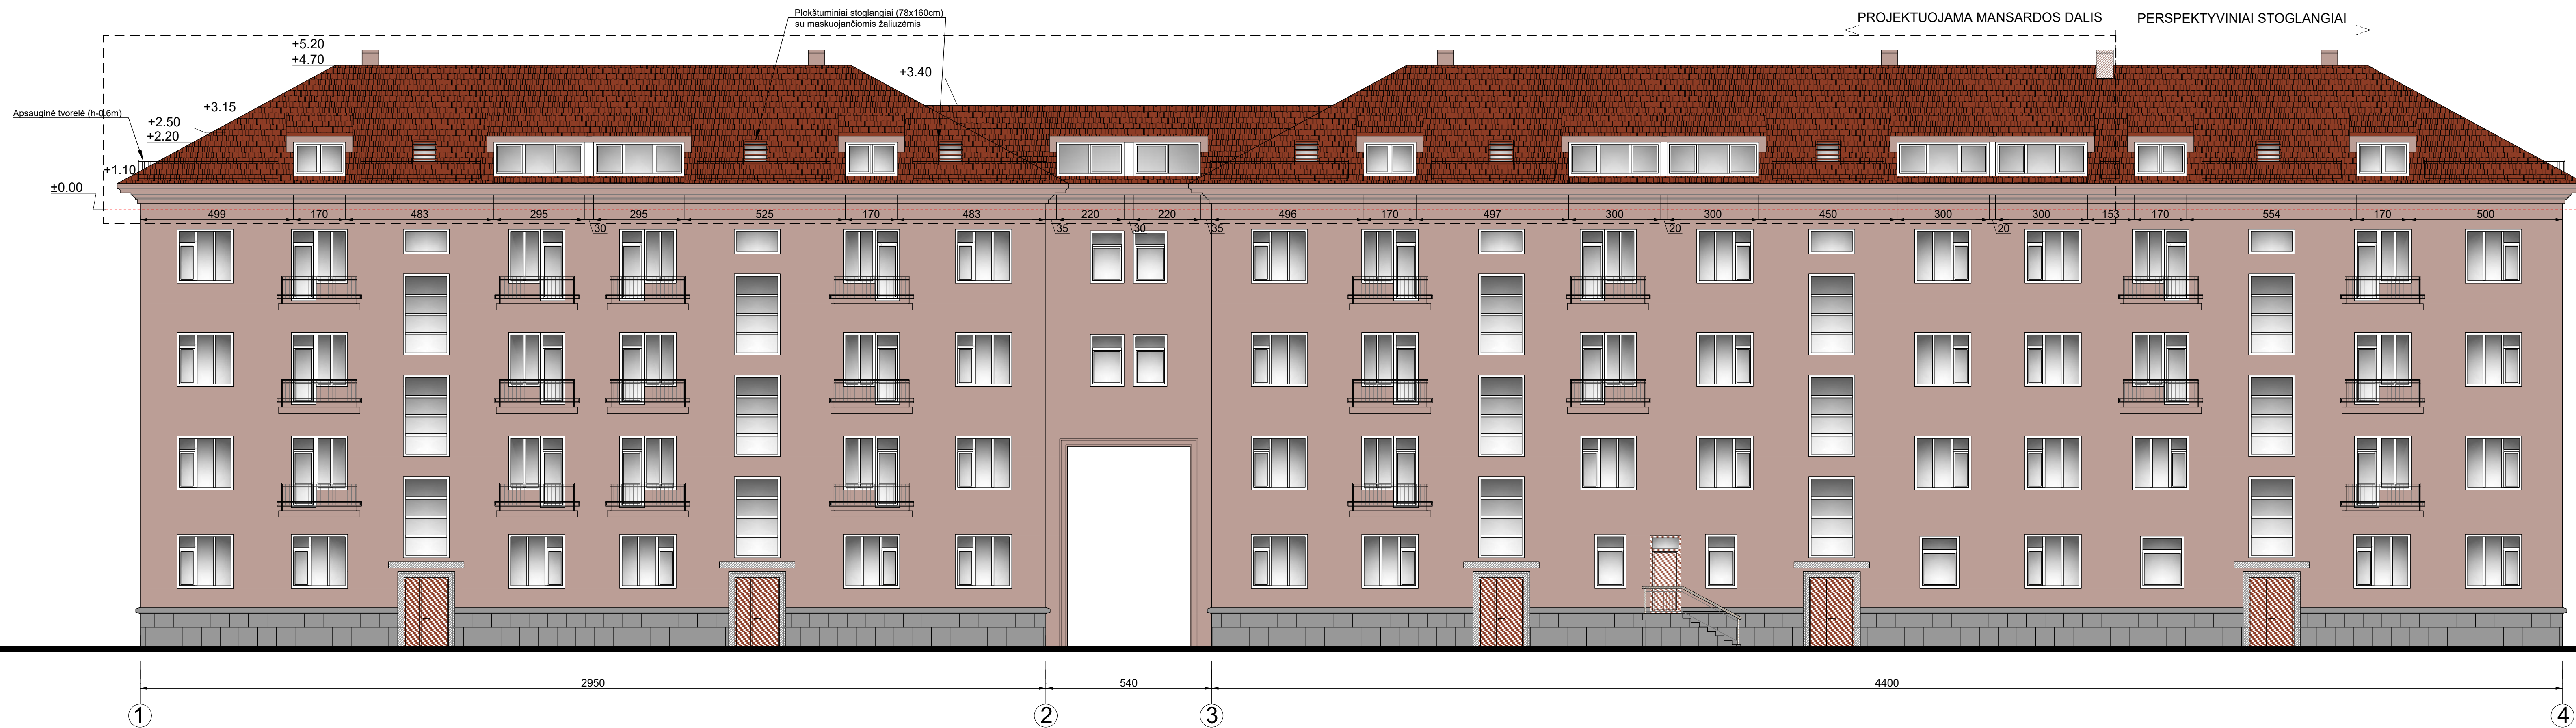 Plokštuminiai stoglangiai (78x160cm)
su maskuojančiomis žaliuzėmis
PROJEKTUOJAMA MANSARDOS DALIS
PERSPEKTYVINIAI STOGLANGIAI
+5.20
+4.70
+3.40
+3.15
Apsauginė tvorelė (h-0,6m)
+2.50
+2.20
+1.10
±0.00
499 170 483 295 295 525 170 483 220 220 496 170 497 300 300 450 300 300 153 170 554 170 500
30 35 30 35 20 20
2950 540 4400
1 2 3 4